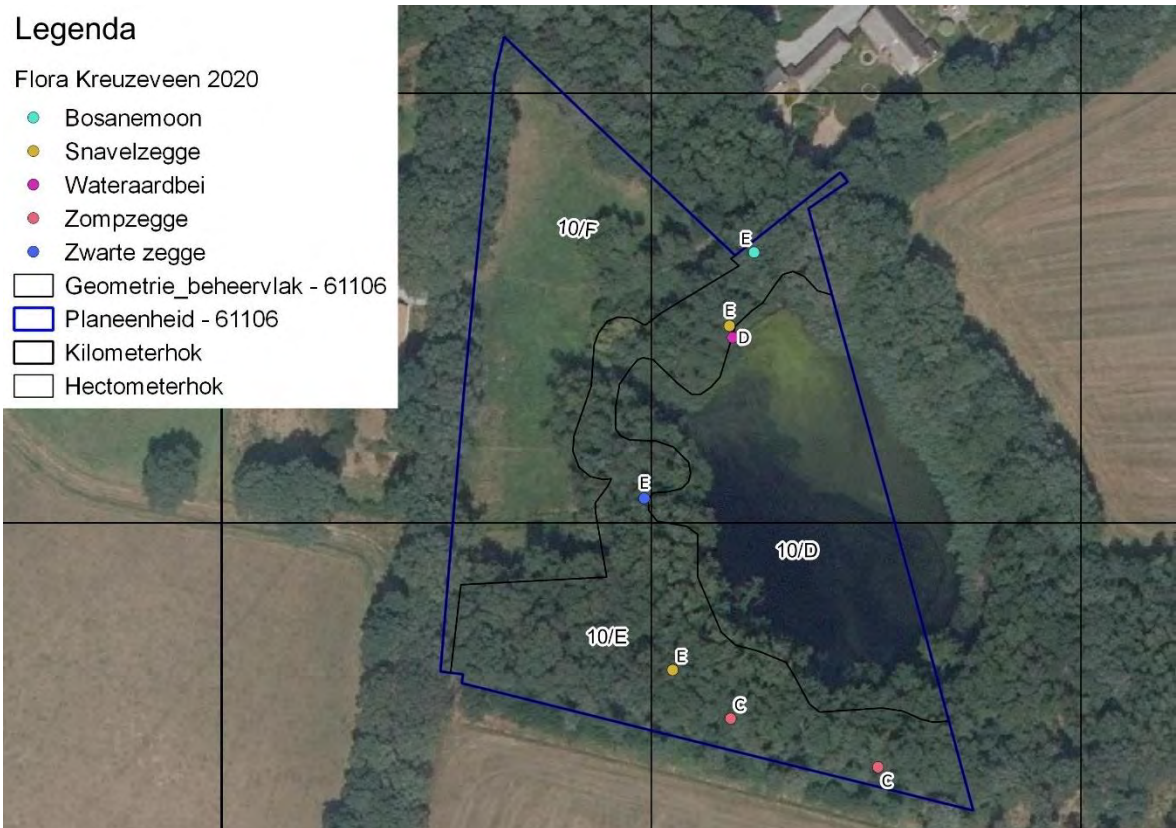 Legenda
Flora Kreuzeveen 2020
Bosanemoon
Snavelzegge
Wateraardbei
Zompzegge
Zwarte zegge
Geometrie_beheervlak - 61106
Planeenheid - 61106
Kilometerhok
Hectometerhok
10/F
E
E
D
E
10/D
10/E
E
C
C